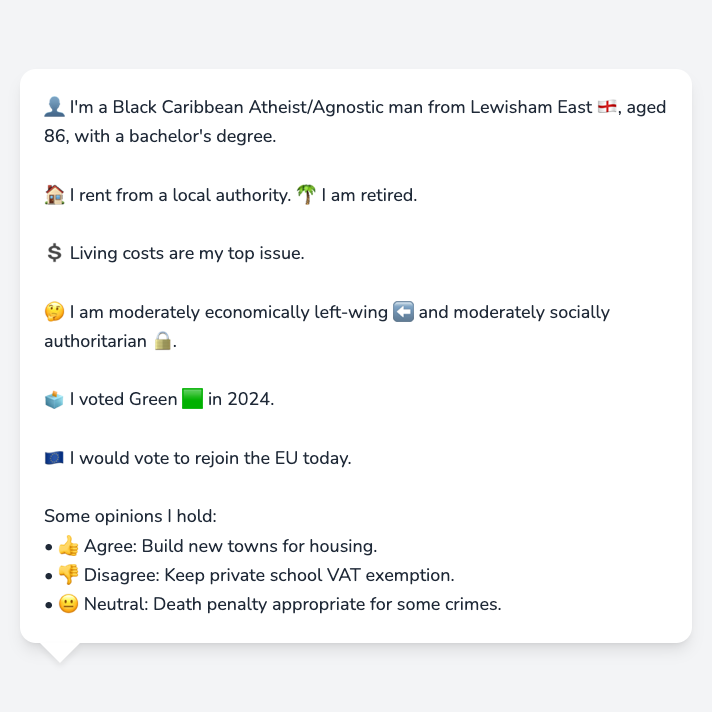 👤 I'm a Black Caribbean Atheist/Agnostic man from Lewisham East 🏴󠁧󠁢󠁥󠁮󠁧󠁿, aged
86, with a bachelor's degree.
🏠 I rent from a local authority. 🌴 I am retired.
💲 Living costs are my top issue.
🤔 I am moderately economically left-wing ⬅️ and moderately socially
authoritarian 🔒.
🗳️ I voted Green 🟩 in 2024.
🇪🇺 I would vote to rejoin the EU today.
Some opinions I hold:
• 👍 Agree: Build new towns for housing.
• 👎 Disagree: Keep private school VAT exemption.
• 😐 Neutral: Death penalty appropriate for some crimes.